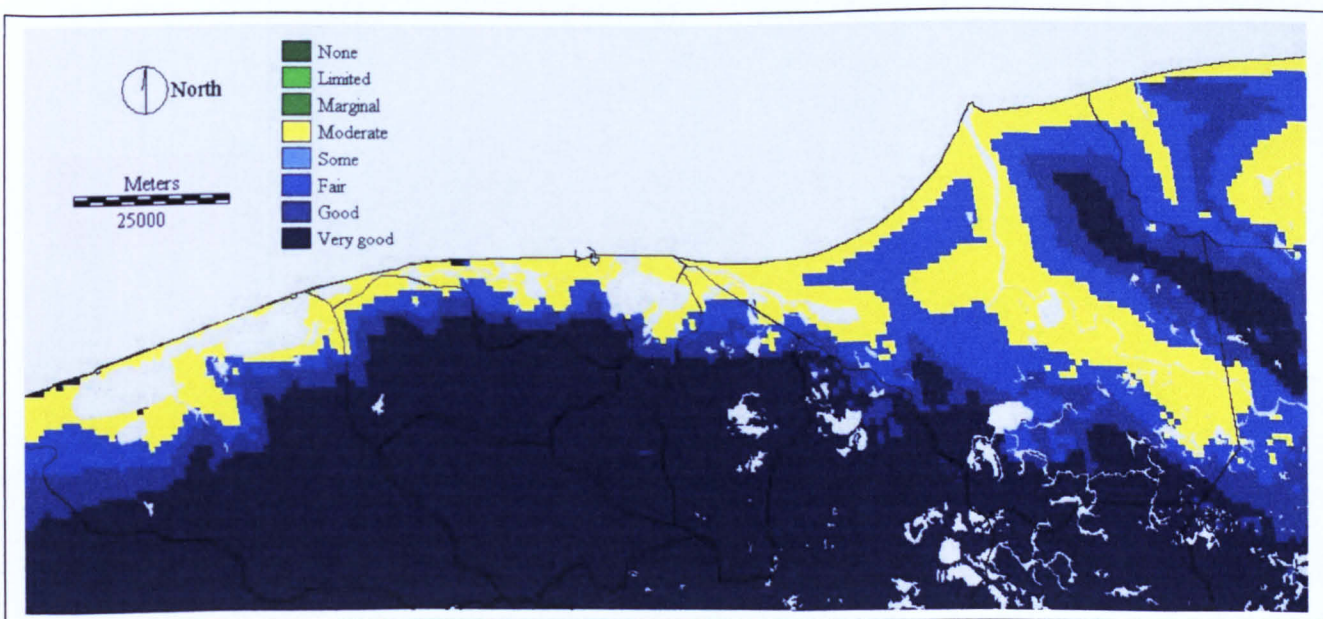 North
Meters
25000
None
Limited
Marginal
Moderate
Some
Fair
Good
Very good